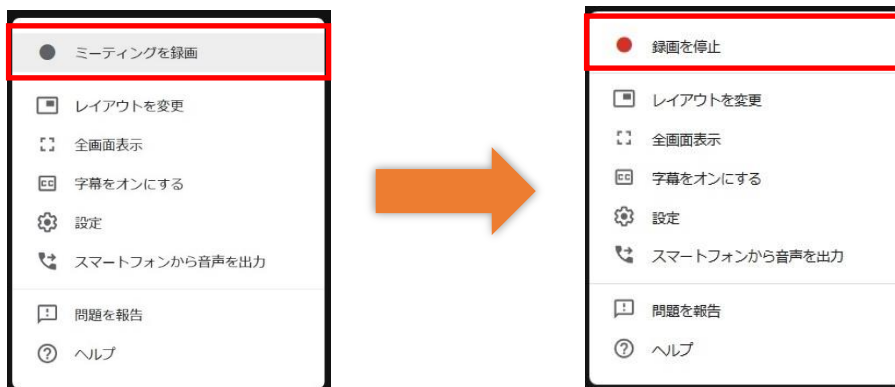 ミーティングを録画
レイアウトを変更
全画面表示
字幕をオンにする
設定
スマートフォンから音声を出力
問題を報告
ヘルプ
録画を停止
レイアウトを変更
全画面表示
字幕をオンにする
設定
スマートフォンから音声を出力
問題を報告
ヘルプ